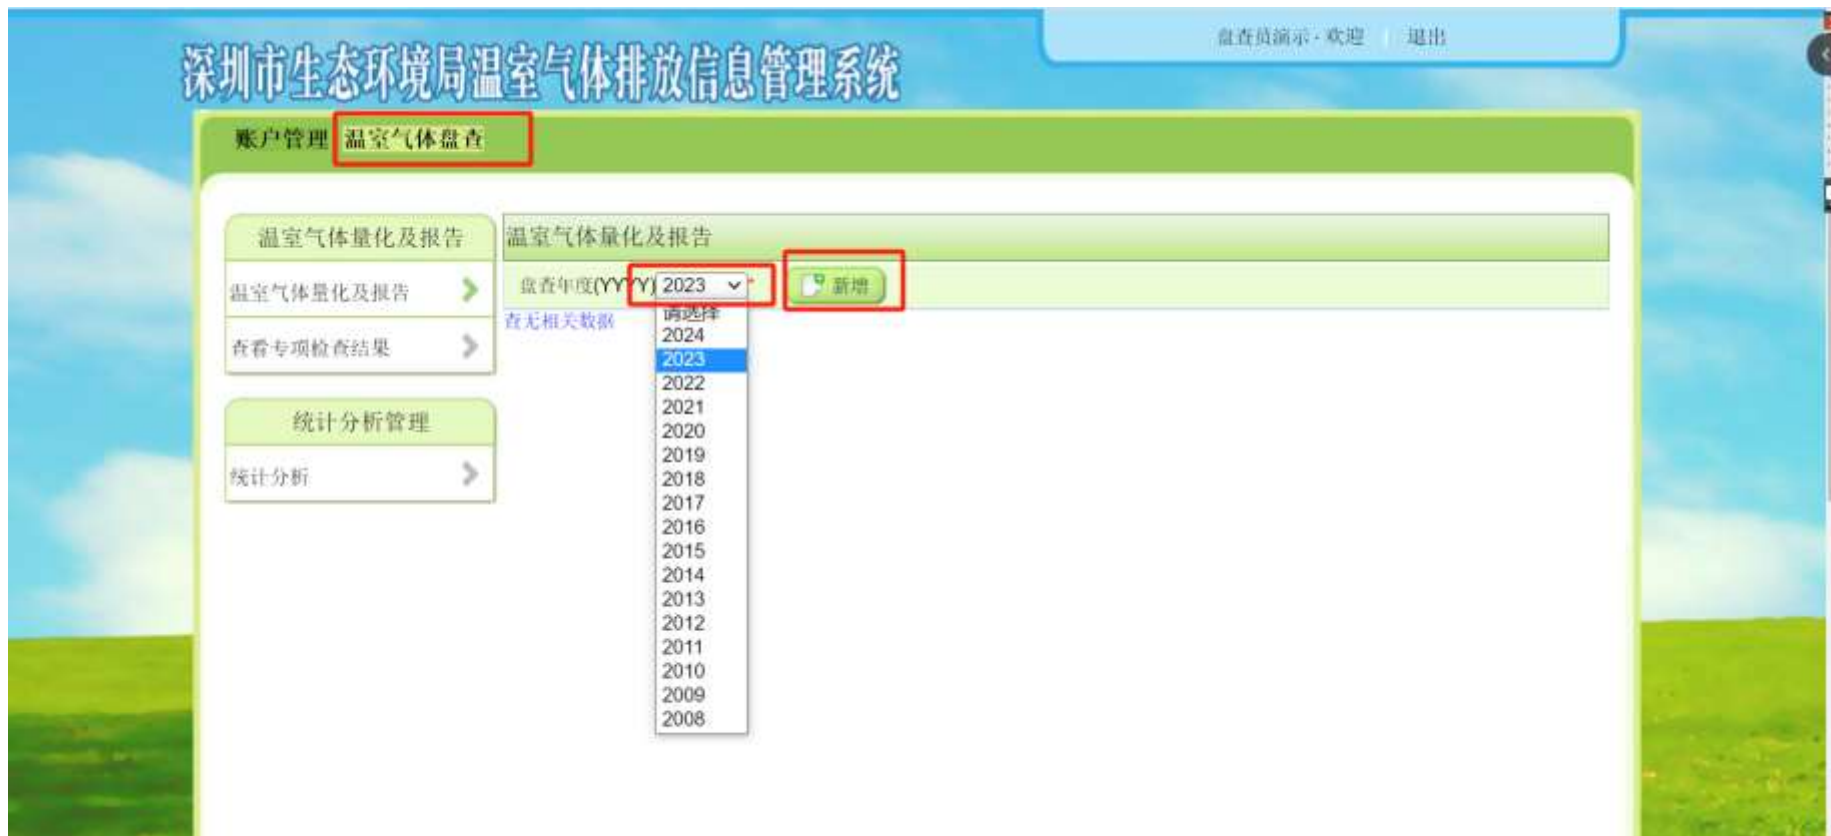 盘查员演示 · 欢迎 退出
深圳市生态环境局温室气体排放信息管理系统
账户管理 温室气体盘查
温室气体量化及报告
温室气体量化及报告
查看专项检查结果
统计分析管理
统计分析
温室气体量化及报告
盘查年度(YYYY) 2023 * 新增
查无相关数据
请选择
2024
2023
2022
2021
2020
2019
2018
2017
2016
2015
2014
2013
2012
2011
2010
2009
2008